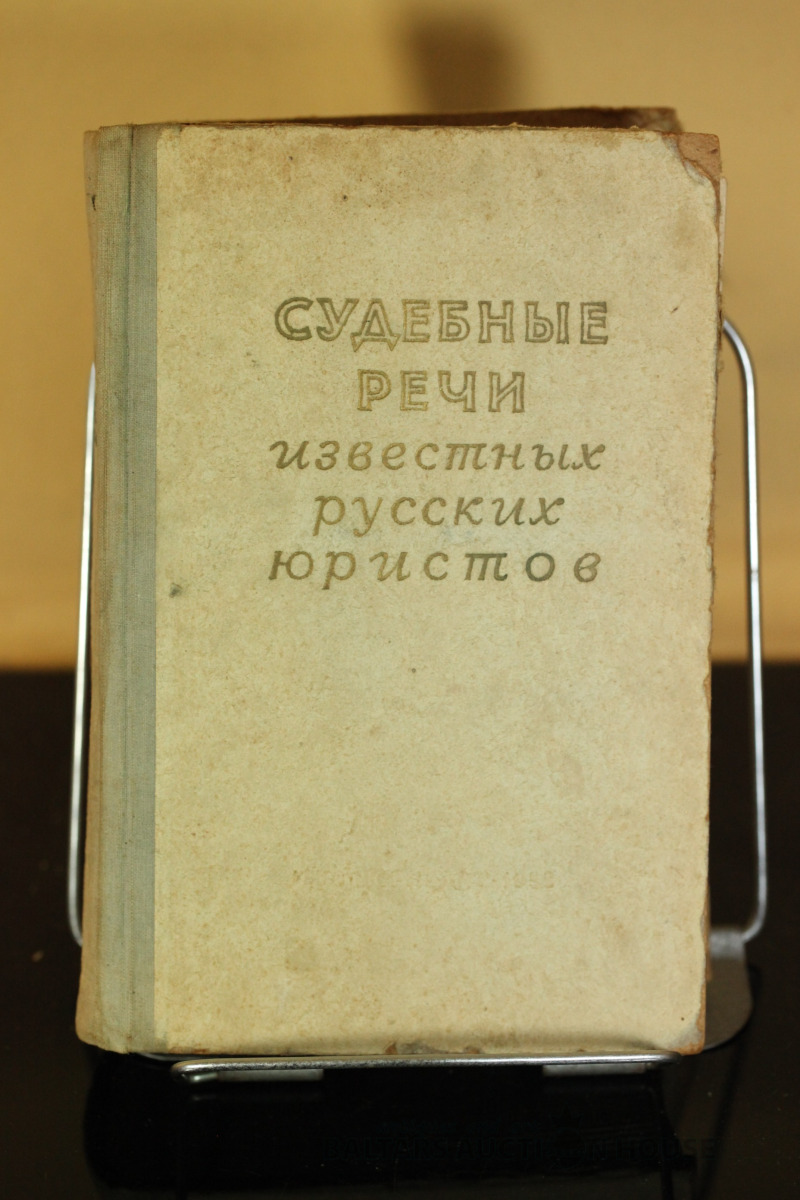 СУДЕБНЫЕ
РЕЧИ
известных
русских
юристов